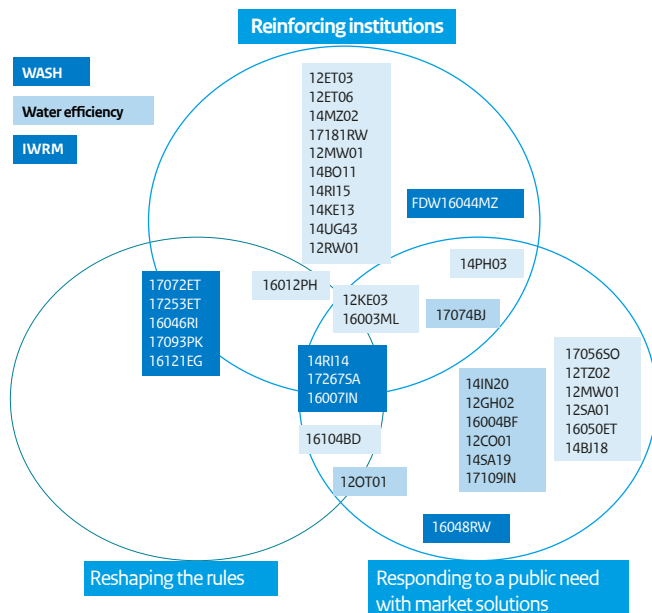 Reinforcing institutions
WASH
Water efficiency
IWRM
12ET03
12ET06
14MZ02
17181RW
12MW01
14BO11
14RI15
14KE13
14UG43
12RW01
FDW16044MZ
14PH03
16012PH
17072ET
17253ET
16046RI
17093PK
16121EG
12KE03
16003ML
17074BJ
14RI14
17267SA
16007IN
17056SO
12TZ02
12MW01
12SA01
16050ET
14BJ18
14IN20
12GH02
16004BF
12CO01
14SA19
17109IN
16104BD
12OT01
16048RW
Reshaping the rules
Responding to a public need
with market solutions